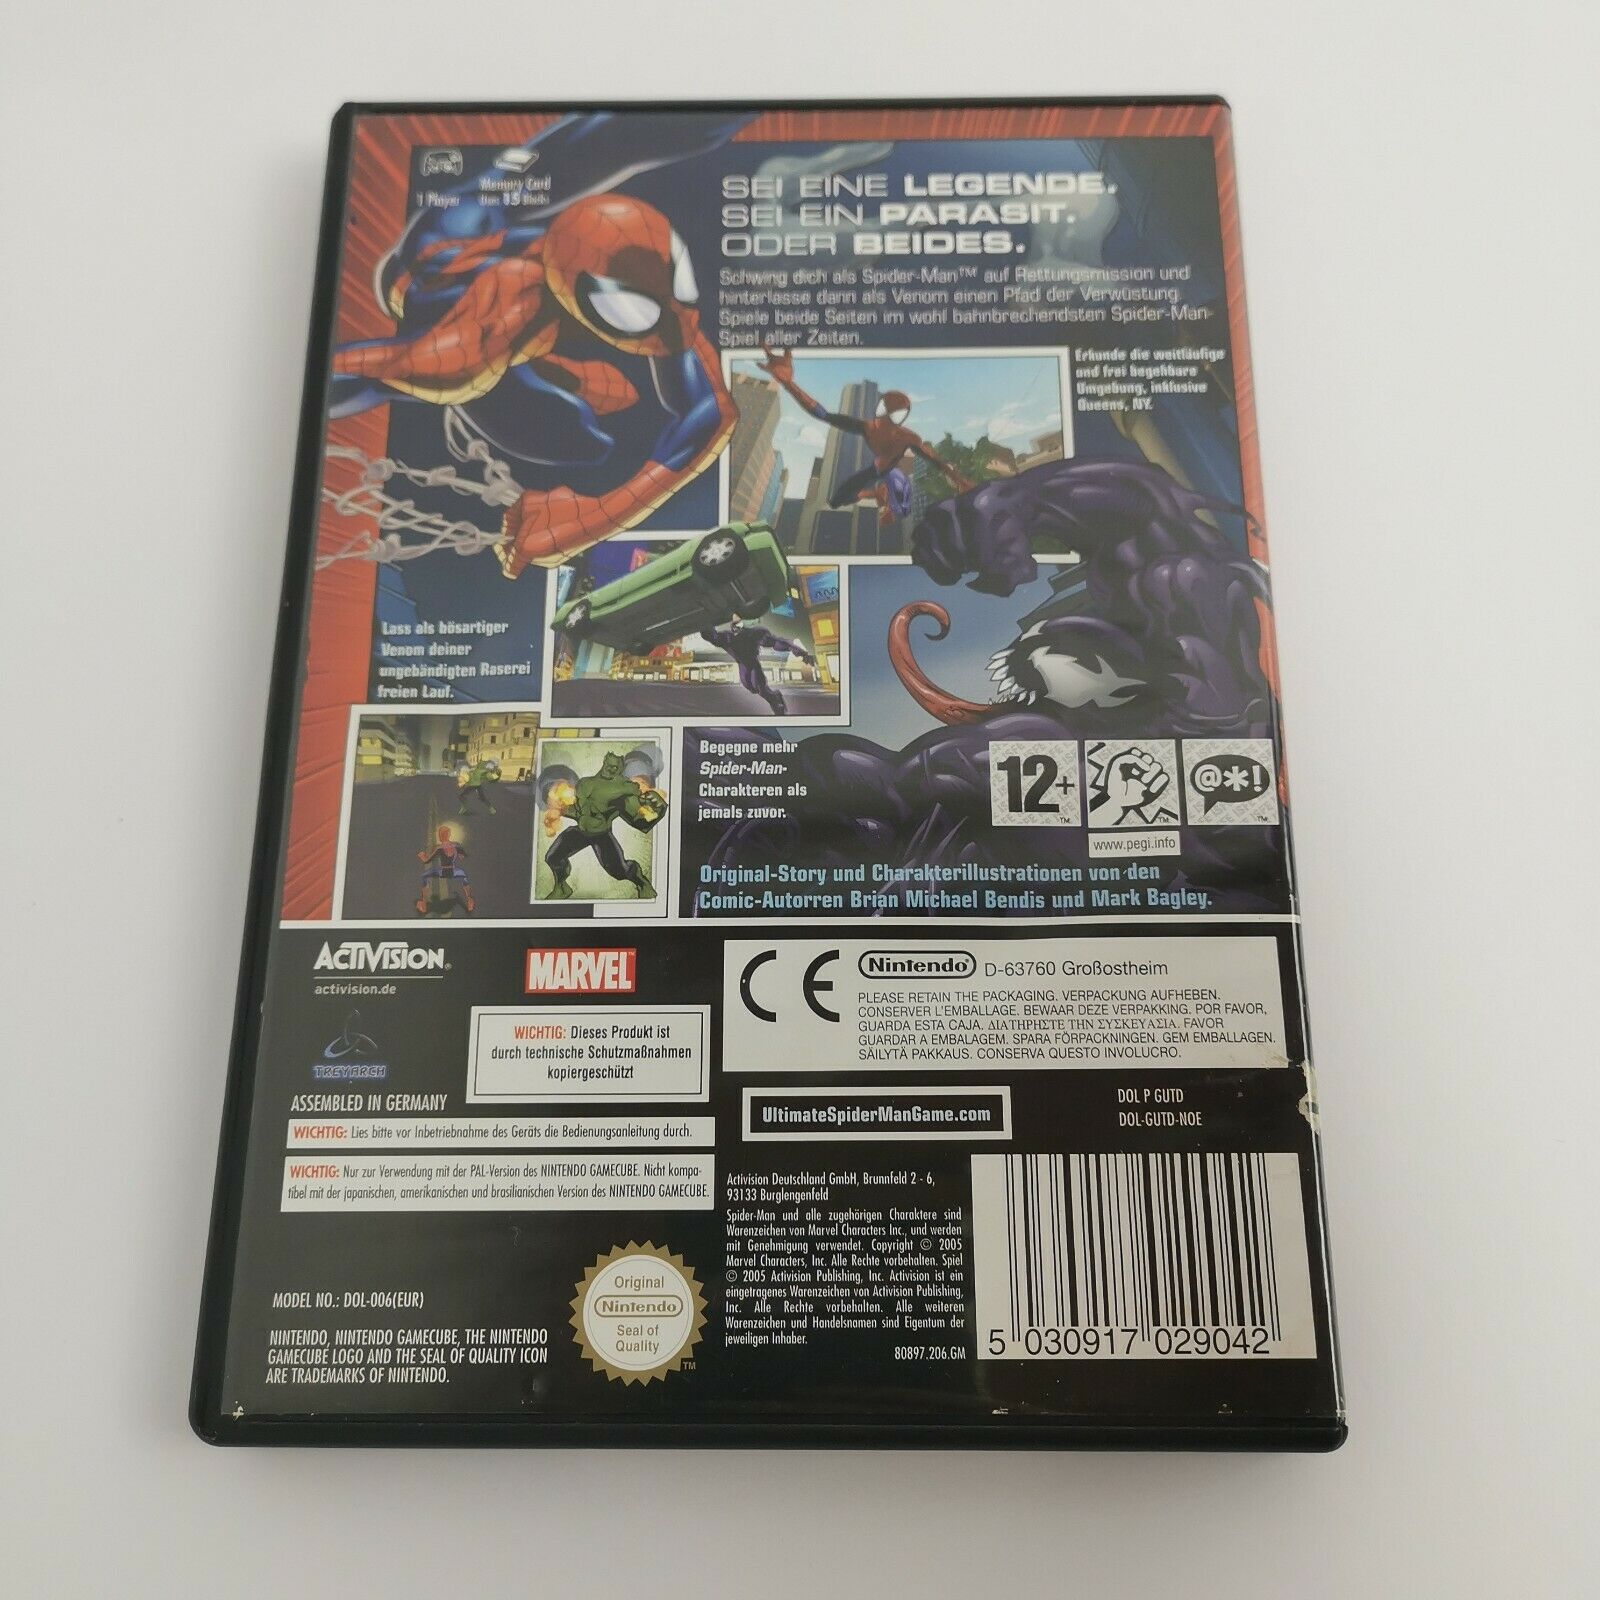 1 Player
Memory Card
15 Blocks
SEI EINE LEGENDE.
SEI EIN PARASIT.
ODER BEIDES.
Schwing dich als Spider-Man™ auf Rettungsmission und
hinterlasse dann als Venom einen Pfad der Verwüstung.
Spiele beide Seiten im wohl bahnbrechendsten Spider-Man-
Spiel aller Zeiten.
Erkunde die weitläufige
und frei begehbare
Umgebung, inklusive
Queens, NY.
Lass als bösartiger
Venom deiner
ungebändigten Raserei
freien Lauf.
Begegne mehr
Spider-Man-
Charakteren als
jemals zuvor.
12+
™
@*!
™
™
www.pegi.info
Original-Story und Charakterillustrationen von den
Comic-Autorren Brian Michael Bendis und Mark Bagley.
ACTIVISION®
activision.de
MARVEL
TREYARCH
WICHTIG: Dieses Produkt ist
durch technische Schutzmaßnahmen
kopiergeschützt
ASSEMBLED IN GERMANY
WICHTIG: Lies bitte vor Inbetriebnahme des Geräts die Bedienungsanleitung durch.
WICHTIG: Nur zur Verwendung mit der PAL-Version des NINTENDO GAMECUBE. Nicht kompa-
tibel mit der japanischen, amerikanischen und brasilianischen Version des NINTENDO GAMECUBE.
CE
Nintendo® D-63760 Großostheim
PLEASE RETAIN THE PACKAGING. VERPACKUNG AUFHEBEN.
CONSERVER L'EMBALLAGE. BEWAAR DEZE VERPAKKING. POR FAVOR,
GUARDA ESTA CAJA. ΔΙΑΤΗΡΗΣΤΕ ΤΗΝ ΣΥΣΚΕΥΑΣΙΑ. FAVOR
GUARDAR A EMBALAGEM. SPARA FÖRPACKNINGEN. GEM EMBALLAGEN.
SÄILYTÄ PAKKAUS. CONSERVA QUESTO INVOLUCRO.
UltimateSpiderManGame.com
DOL P GUTD
DOL-GUTD-NOE
Activision Deutschland GmbH, Brunnfeld 2 - 6,
93133 Burglengenfeld
Spider-Man und alle zugehörigen Charaktere sind
Warenzeichen von Marvel Characters Inc., und werden
mit Genehmigung verwendet. Copyright © 2005
Marvel Characters, Inc. Alle Rechte vorbehalten. Spiel
© 2005 Activision Publishing, Inc. Activision ist ein
eingetragenes Warenzeichen von Activision Publishing,
Inc. Alle Rechte vorbehalten. Alle weiteren
Warenzeichen und Handelsnamen sind Eigentum der
jeweiligen Inhaber.
80897.206.GM
5 030917 029042
MODEL NO.: DOL-006(EUR)
NINTENDO, NINTENDO GAMECUBE, THE NINTENDO
GAMECUBE LOGO AND THE SEAL OF QUALITY ICON
ARE TRADEMARKS OF NINTENDO.
Original
Nintendo
Seal of
Quality
TM